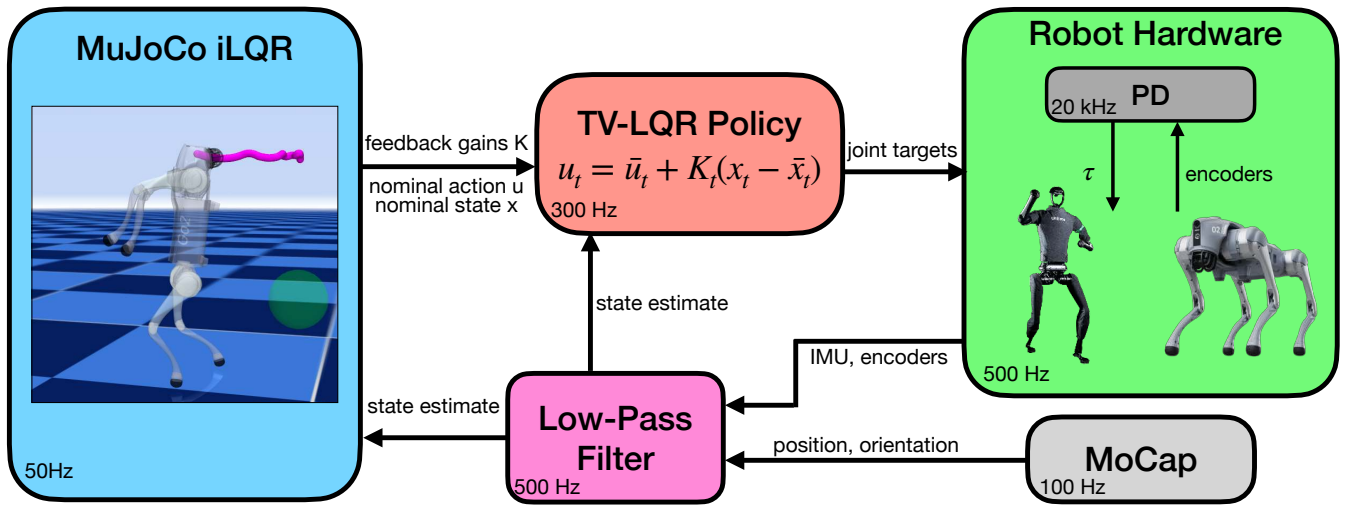 MuJoCo iLQR
50Hz
feedback gains K
nominal action u
nominal state x
TV-LQR Policy
u_t = ū_t + K_t(x_t − x̄_t)
300 Hz
joint targets
Robot Hardware
PD
20 kHz
τ
encoders
500 Hz
state estimate
IMU, encoders
state estimate
Low-Pass
Filter
500 Hz
position, orientation
MoCap
100 Hz